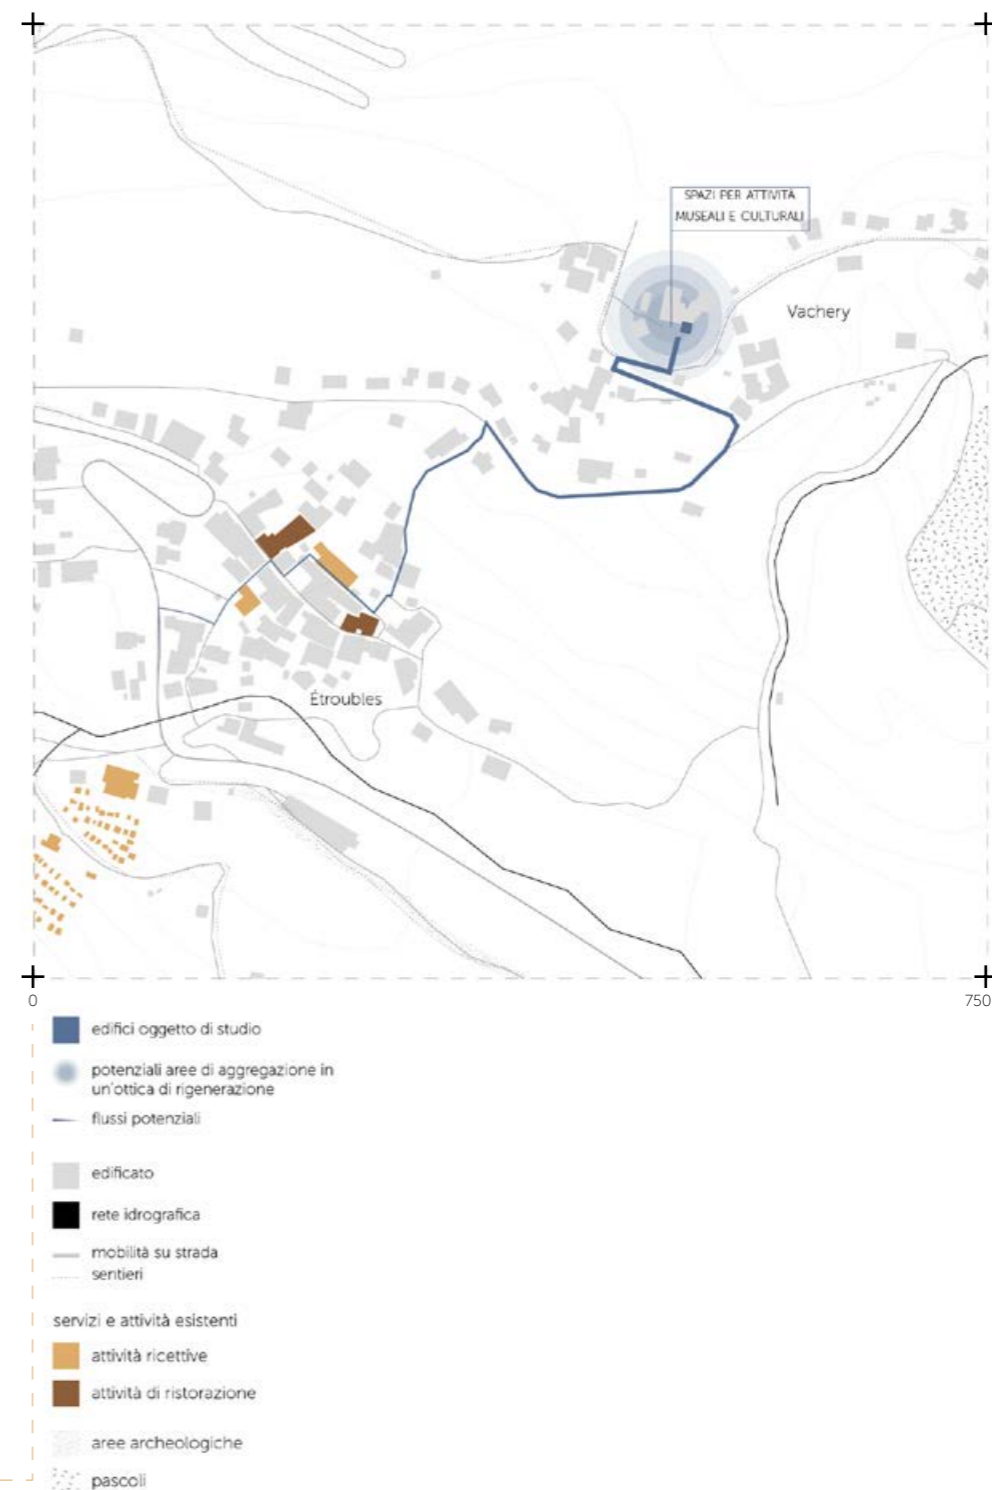 SPAZI PER ATTIVITÀ
MUSEALI E CULTURALI
Vachery
Étroubles
0
750
edifici oggetto di studio
potenziali aree di aggregazione in
un'ottica di rigenerazione
flussi potenziali
edificato
rete idrografica
mobilità su strada
sentieri
servizi e attività esistenti
attività ricettive
attività di ristorazione
aree archeologiche
pascoli